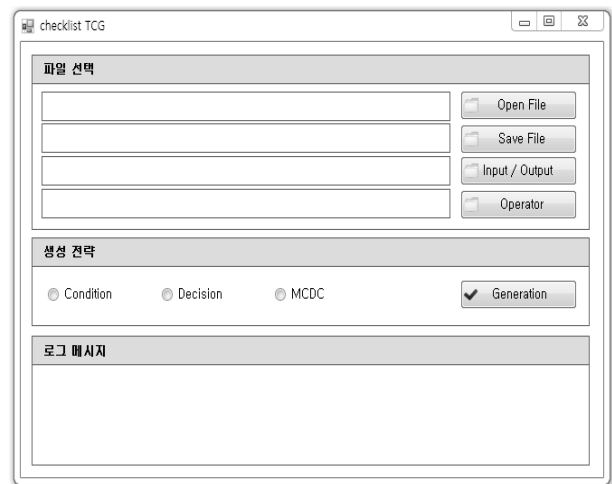 checklist TCG
파일 선택
Open File
Save File
Input / Output
Operator
생성 전략
Condition Decision MCDC Generation
로그 메시지